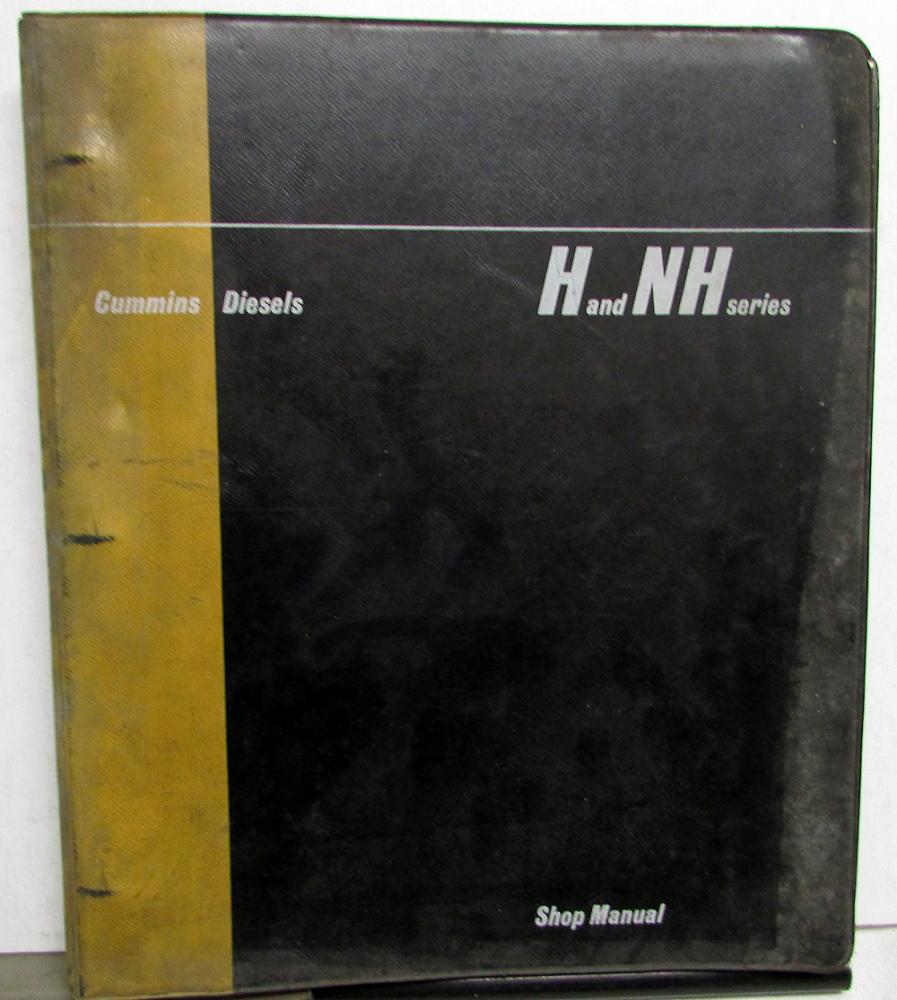 Cummins Diesels
H and NH series
Shop Manual